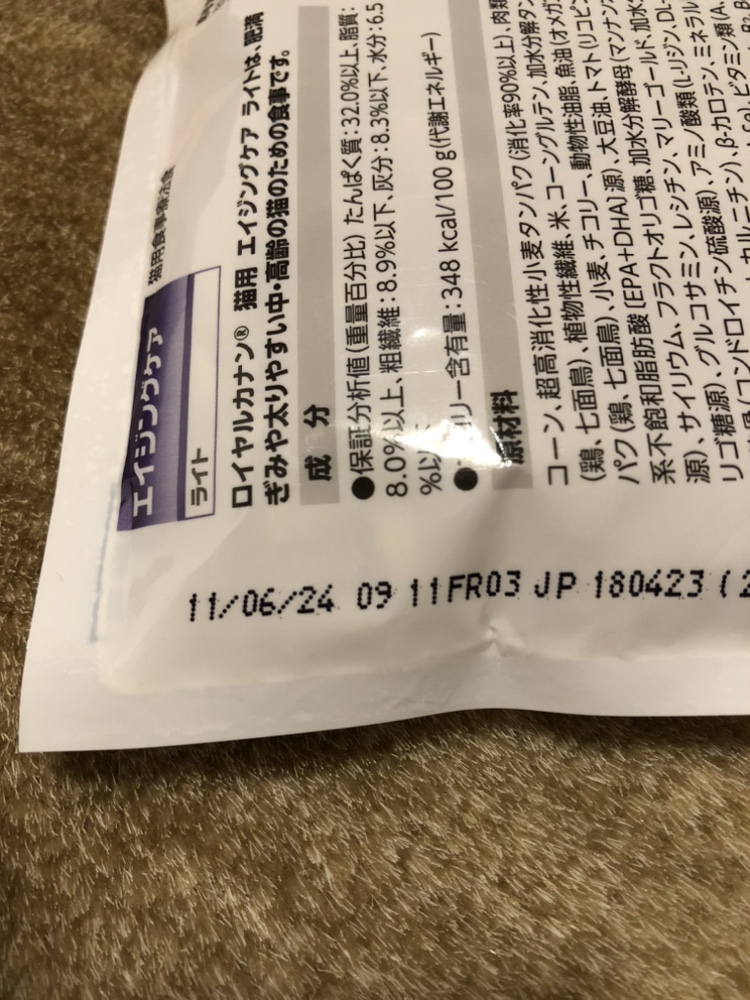 猫用食事療法食
エイジングケア
ライト
ロイヤルカナン® 猫用 エイジングケア ライトは、肥満
ぎみや太りやすい中・高齢の猫のための食事です。
成 分
●保証分析値(重量百分比) たんぱく質:32.0%以上、脂質:
8.0%以上、粗繊維:8.9%以下、灰分:8.3%以下、水分:6.5
%以
● リー含有量:348 kcal/100 g(代謝エネルギー)
原材料
コーン、超高消化性小麦タンパク(消化率90%以上)、肉類
(鶏、七面鳥)、植物性繊維、米、コーングルテン、加水分解タン
パク(鶏、七面鳥)、小麦、チコリー、動物性油脂、魚油(オメガ
系不飽和脂肪酸〔EPA+DHA〕源)、大豆油、トマト(リコピン
源)、サイリウム、フラクトオリゴ糖、加水分解酵母(マンナン
リゴ糖源)、グルコサミン、レシチン、マリーゴールド、加水
(コンドロイチン硫酸源)、アミノ酸類(L-リジン、DL-
カルニチン)、β-カロテン、ミネラル
ビタミン類(A、
11/06/24 09 11FR03 JP 180423 (2